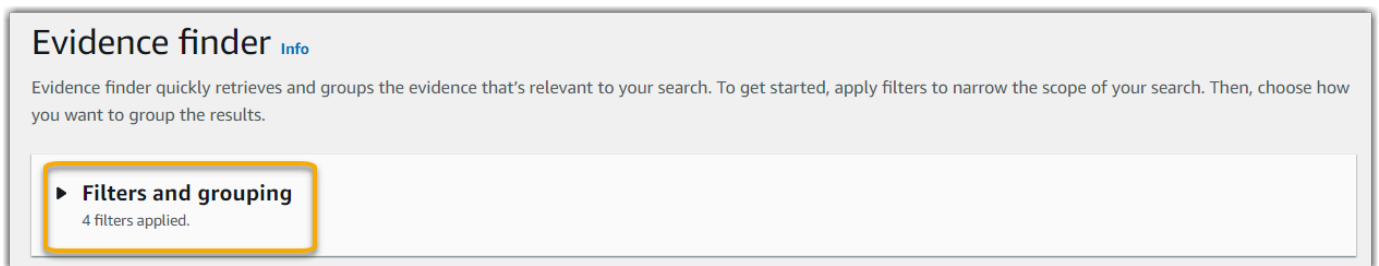 Evidence finder Info
Evidence finder quickly retrieves and groups the evidence that's relevant to your search. To get started, apply filters to narrow the scope of your search. Then, choose how
you want to group the results.
Filters and grouping
4 filters applied.